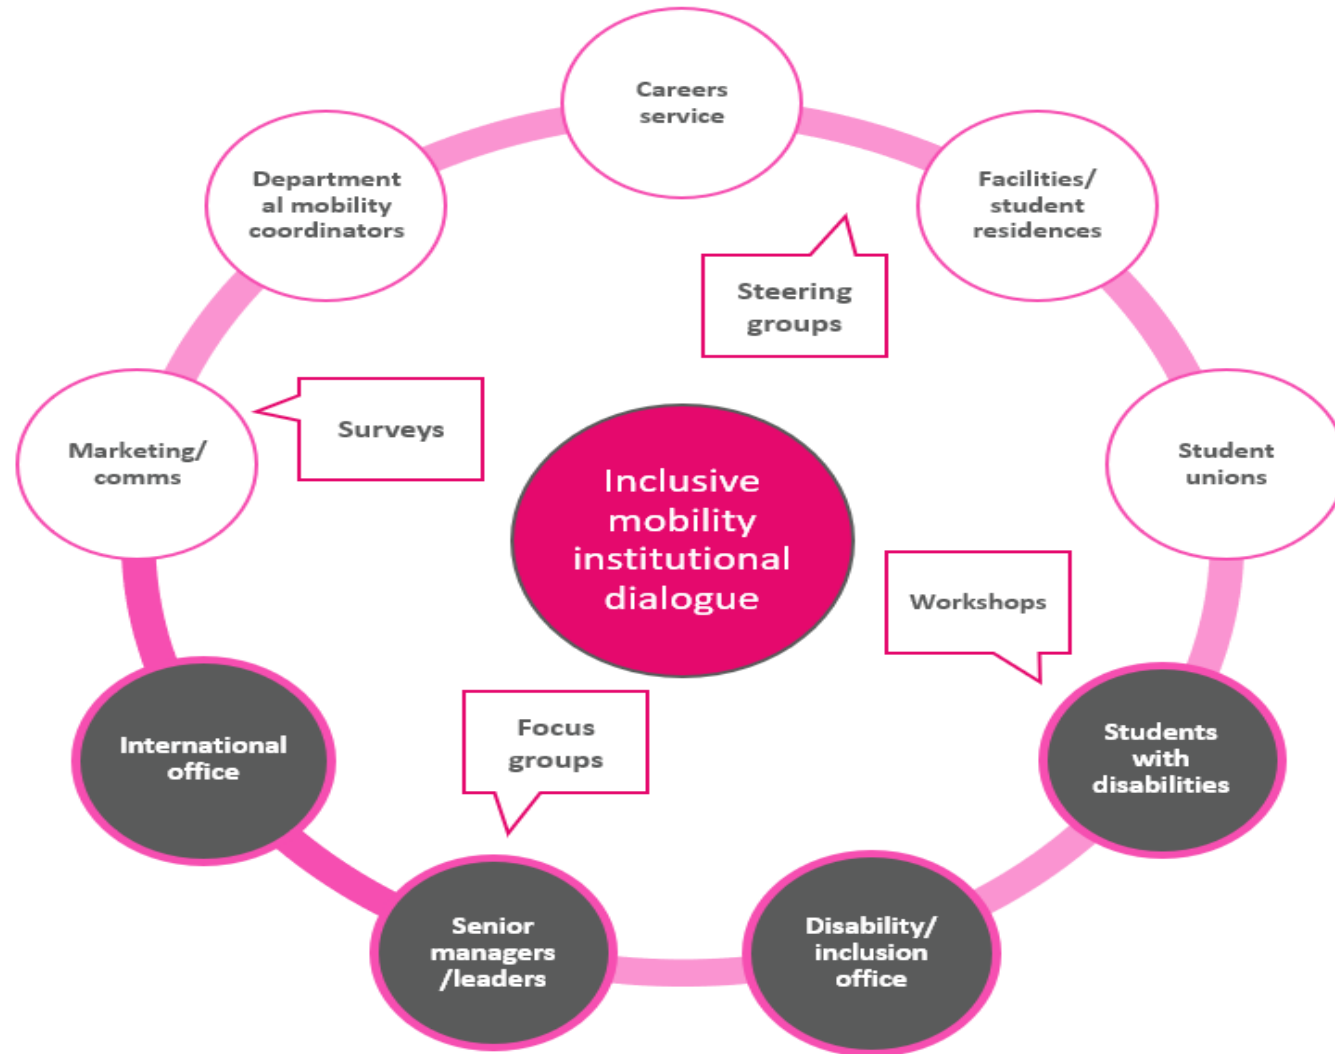 Careers
service
Department
al mobility
coordinators
Facilities/
student
residences
Steering
groups
Marketing/
comms
Surveys
Inclusive
mobility
institutional
dialogue
Student
unions
Workshops
International
office
Focus
groups
Students
with
disabilities
Senior
managers
/leaders
Disability/
inclusion
office